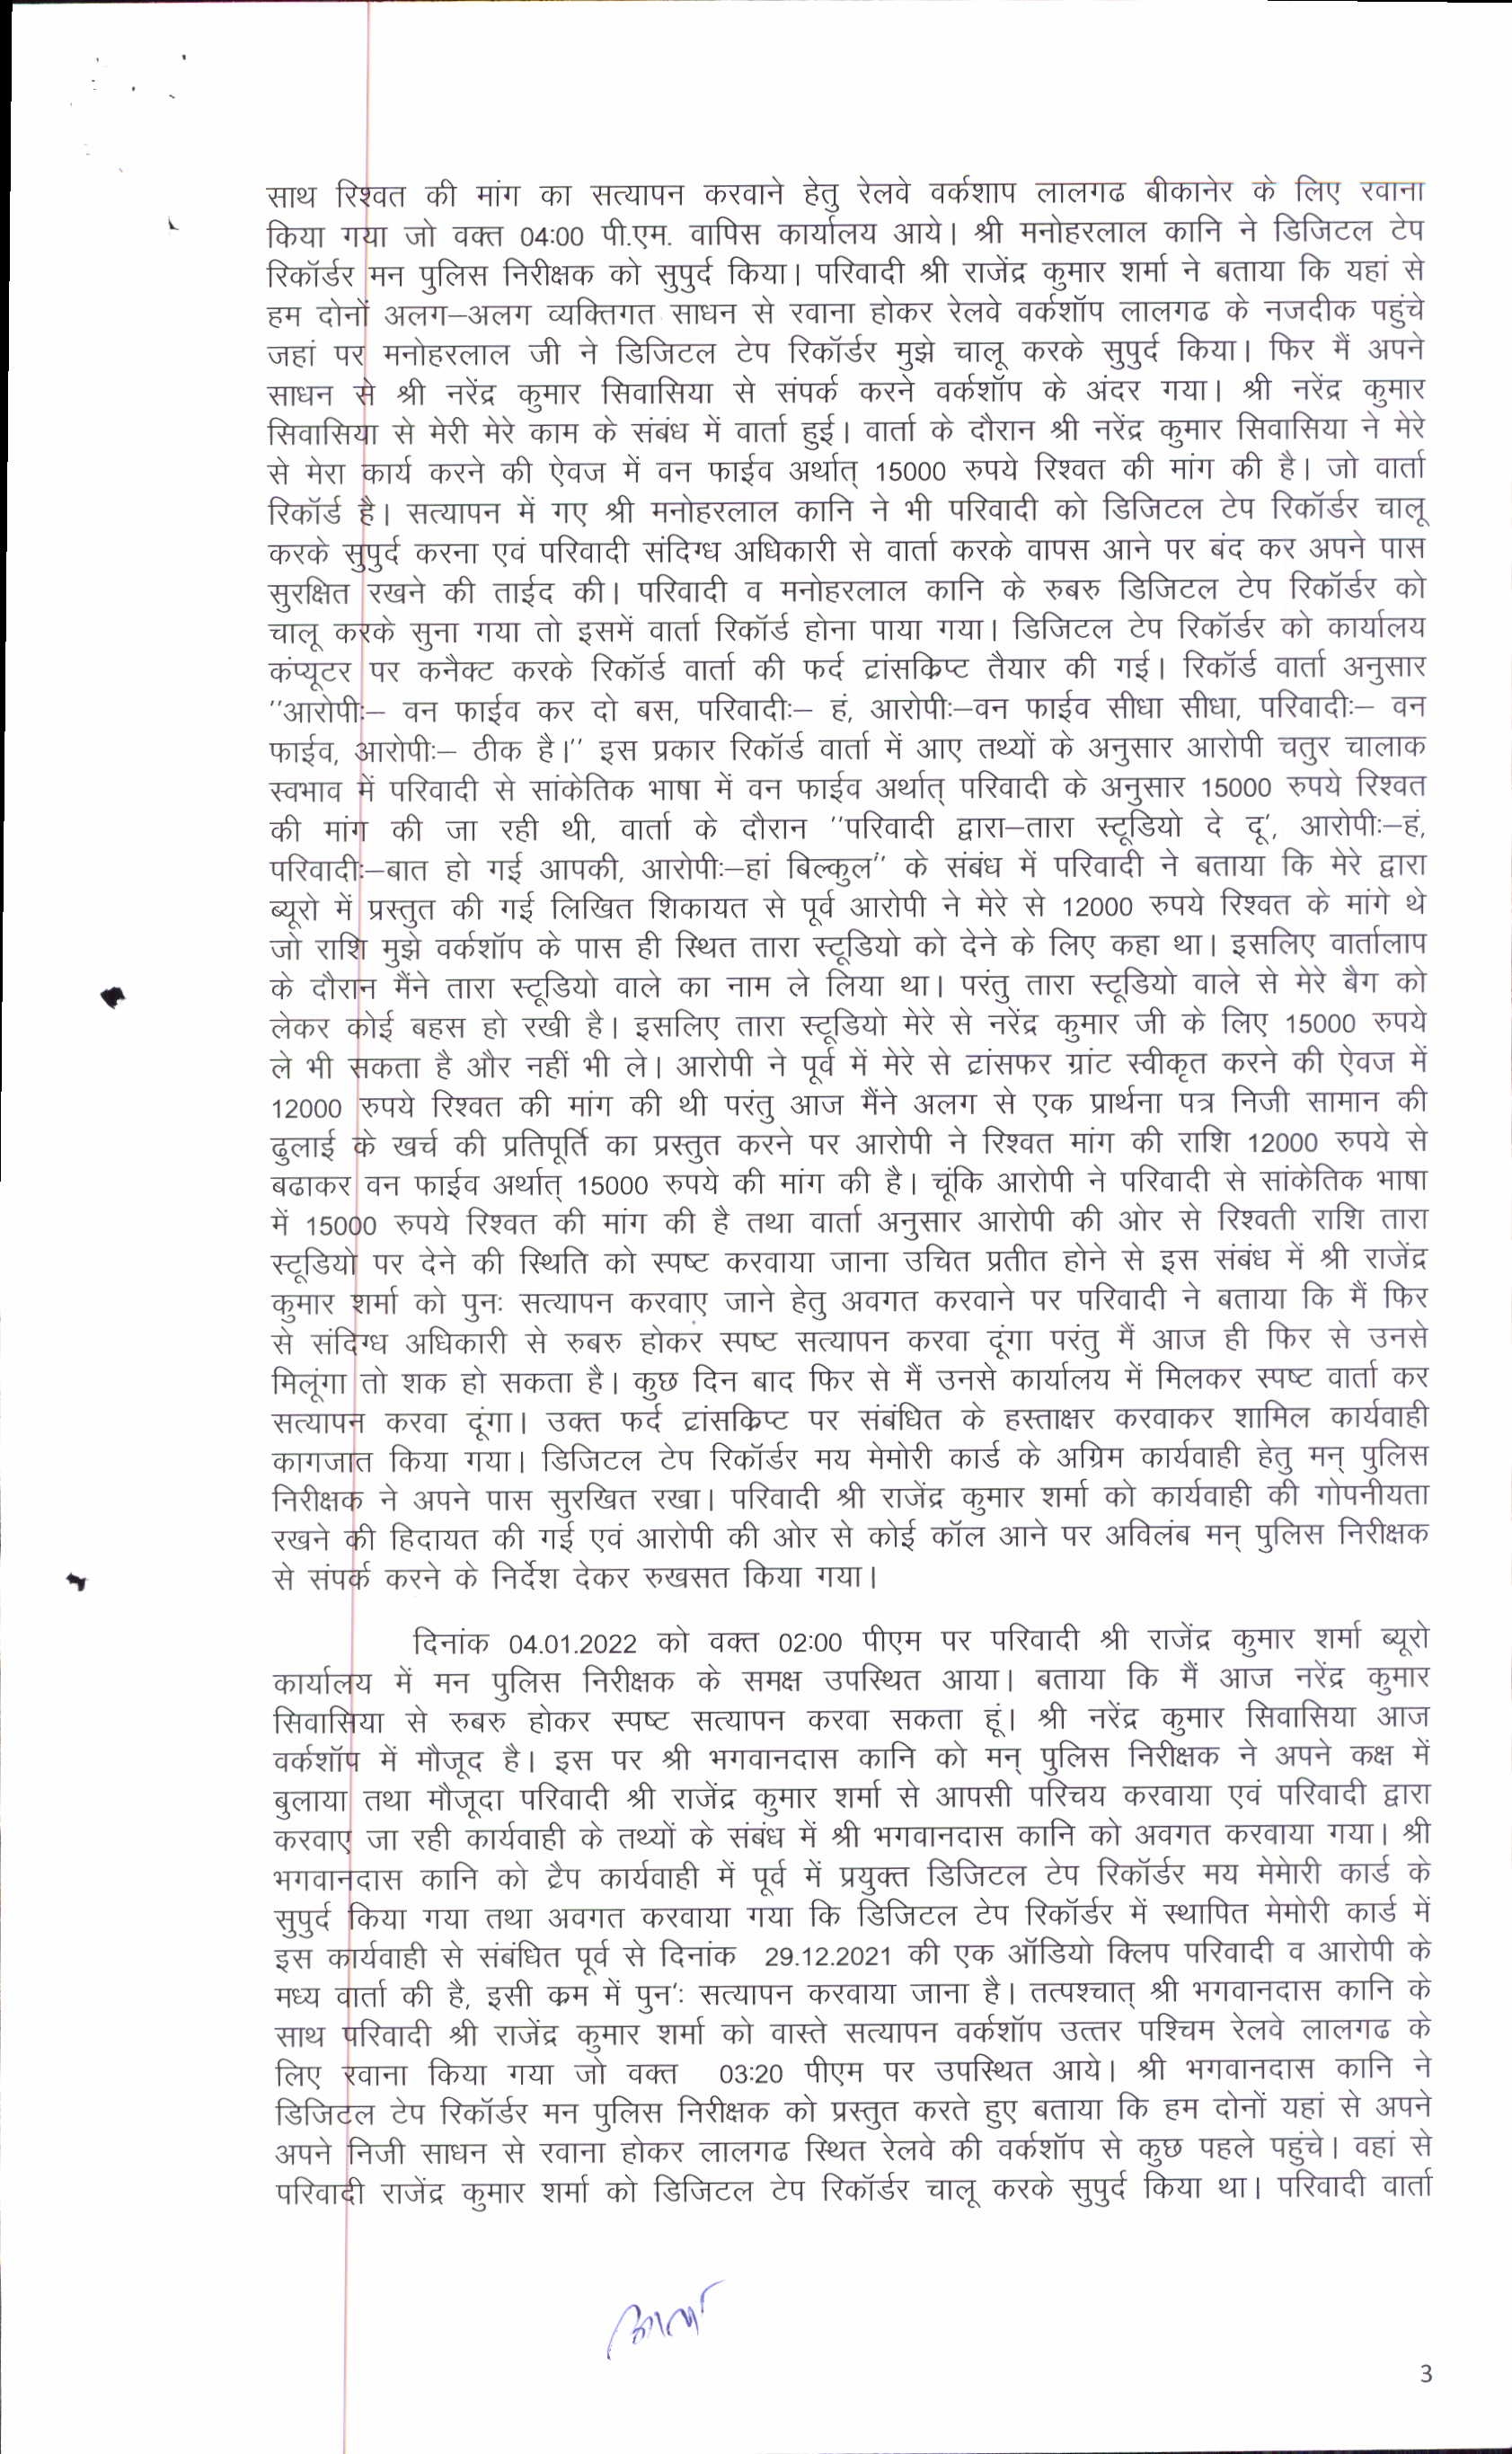 साथ रिश्वत की मांग का सत्यापन करवाने हेतु रेलवे वर्कशाप लालगढ बीकानेर के लिए रवाना
किया गया जो वक्त 04:00 पी.एम. वापिस कार्यालय आये। श्री मनोहरलाल कानि ने डिजिटल टेप
रिकॉर्डर मन पुलिस निरीक्षक को सुपुर्द किया। परिवादी श्री राजेंद्र कुमार शर्मा ने बताया कि यहां से
हम दोनों अलग–अलग व्यक्तिगत साधन से रवाना होकर रेलवे वर्कशॉप लालगढ के नजदीक पहुंचे
जहां पर मनोहरलाल जी ने डिजिटल टेप रिकॉर्डर मुझे चालू करके सुपुर्द किया। फिर मैं अपने
साधन से श्री नरेंद्र कुमार सिवासिया से संपर्क करने वर्कशॉप के अंदर गया। श्री नरेंद्र कुमार
सिवासिया से मेरी मेरे काम के संबंध में वार्ता हुई। वार्ता के दौरान श्री नरेंद्र कुमार सिवासिया ने मेरे
से मेरा कार्य करने की ऐवज में वन फाईव अर्थात् 15000 रुपये रिश्वत की मांग की है। जो वार्ता
रिकॉर्ड है। सत्यापन में गए श्री मनोहरलाल कानि ने भी परिवादी को डिजिटल टेप रिकॉर्डर चालू
करके सुपुर्द करना एवं परिवादी संदिग्ध अधिकारी से वार्ता करके वापस आने पर बंद कर अपने पास
सुरक्षित रखने की ताईद की। परिवादी व मनोहरलाल कानि के रुबरु डिजिटल टेप रिकॉर्डर को
चालू करके सुना गया तो इसमें वार्ता रिकॉर्ड होना पाया गया। डिजिटल टेप रिकॉर्डर को कार्यालय
कंप्यूटर पर कनैक्ट करके रिकॉर्ड वार्ता की फर्द ट्रांसक्रिप्ट तैयार की गई। रिकॉर्ड वार्ता अनुसार
''आरोपीः– वन फाईव कर दो बस, परिवादीः– हं, आरोपीः–वन फाईव सीधा सीधा, परिवादीः– वन
फाईव, आरोपीः– ठीक है।'' इस प्रकार रिकॉर्ड वार्ता में आए तथ्यों के अनुसार आरोपी चतुर चालाक
स्वभाव में परिवादी से सांकेतिक भाषा में वन फाईव अर्थात् परिवादी के अनुसार 15000 रुपये रिश्वत
की मांग की जा रही थी, वार्ता के दौरान ''परिवादी द्वारा–तारा स्टूडियो दे दू', आरोपीः–हं,
परिवादीः–बात हो गई आपकी, आरोपीः–हां बिल्कुल'' के संबंध में परिवादी ने बताया कि मेरे द्वारा
ब्यूरो में प्रस्तुत की गई लिखित शिकायत से पूर्व आरोपी ने मेरे से 12000 रुपये रिश्वत के मांगे थे
जो राशि मुझे वर्कशॉप के पास ही स्थित तारा स्टूडियो को देने के लिए कहा था। इसलिए वार्तालाप
के दौरान मैंने तारा स्टूडियो वाले का नाम ले लिया था। परंतु तारा स्टूडियो वाले से मेरे बैग को
लेकर कोई बहस हो रखी है। इसलिए तारा स्टूडियो मेरे से नरेंद्र कुमार जी के लिए 15000 रुपये
ले भी सकता है और नहीं भी ले। आरोपी ने पूर्व में मेरे से ट्रांसफर ग्रांट स्वीकृत करने की ऐवज में
12000 रुपये रिश्वत की मांग की थी परंतु आज मैंने अलग से एक प्रार्थना पत्र निजी सामान की
ढुलाई के खर्च की प्रतिपूर्ति का प्रस्तुत करने पर आरोपी ने रिश्वत मांग की राशि 12000 रुपये से
बढाकर वन फाईव अर्थात् 15000 रुपये की मांग की है। चूंकि आरोपी ने परिवादी से सांकेतिक भाषा
में 15000 रुपये रिश्वत की मांग की है तथा वार्ता अनुसार आरोपी की ओर से रिश्वती राशि तारा
स्टूडियो पर देने की स्थिति को स्पष्ट करवाया जाना उचित प्रतीत होने से इस संबंध में श्री राजेंद्र
कुमार शर्मा को पुनः सत्यापन करवाए जाने हेतु अवगत करवाने पर परिवादी ने बताया कि मैं फिर
से संदिग्ध अधिकारी से रुबरु होकर स्पष्ट सत्यापन करवा दूंगा परंतु मैं आज ही फिर से उनसे
मिलूंगा तो शक हो सकता है। कुछ दिन बाद फिर से मैं उनसे कार्यालय में मिलकर स्पष्ट वार्ता कर
सत्यापन करवा दूंगा। उक्त फर्द ट्रांसक्रिप्ट पर संबंधित के हस्ताक्षर करवाकर शामिल कार्यवाही
कागजात किया गया। डिजिटल टेप रिकॉर्डर मय मेमोरी कार्ड के अग्रिम कार्यवाही हेतु मन् पुलिस
निरीक्षक ने अपने पास सुरखित रखा। परिवादी श्री राजेंद्र कुमार शर्मा को कार्यवाही की गोपनीयता
रखने की हिदायत की गई एवं आरोपी की ओर से कोई कॉल आने पर अविलंब मन् पुलिस निरीक्षक
से संपर्क करने के निर्देश देकर रुखसत किया गया।
दिनांक 04.01.2022 को वक्त 02:00 पीएम पर परिवादी श्री राजेंद्र कुमार शर्मा ब्यूरो
कार्यालय में मन पुलिस निरीक्षक के समक्ष उपस्थित आया। बताया कि मैं आज नरेंद्र कुमार
सिवासिया से रुबरु होकर स्पष्ट सत्यापन करवा सकता हूं। श्री नरेंद्र कुमार सिवासिया आज
वर्कशॉप में मौजूद है। इस पर श्री भगवानदास कानि को मन् पुलिस निरीक्षक ने अपने कक्ष में
बुलाया तथा मौजूदा परिवादी श्री राजेंद्र कुमार शर्मा से आपसी परिचय करवाया एवं परिवादी द्वारा
करवाए जा रही कार्यवाही के तथ्यों के संबंध में श्री भगवानदास कानि को अवगत करवाया गया। श्री
भगवानदास कानि को ट्रैप कार्यवाही में पूर्व में प्रयुक्त डिजिटल टेप रिकॉर्डर मय मेमेारी कार्ड के
सुपुर्द किया गया तथा अवगत करवाया गया कि डिजिटल टेप रिकॉर्डर में स्थापित मेमोरी कार्ड में
इस कार्यवाही से संबंधित पूर्व से दिनांक 29.12.2021 की एक ऑडियो क्लिप परिवादी व आरोपी के
मध्य वार्ता की है, इसी क्रम में पुन': सत्यापन करवाया जाना है। तत्पश्चात् श्री भगवानदास कानि के
साथ परिवादी श्री राजेंद्र कुमार शर्मा को वास्ते सत्यापन वर्कशॉप उत्तर पश्चिम रेलवे लालगढ के
लिए रवाना किया गया जो वक्त 03:20 पीएम पर उपस्थित आये। श्री भगवानदास कानि ने
डिजिटल टेप रिकॉर्डर मन पुलिस निरीक्षक को प्रस्तुत करते हुए बताया कि हम दोनों यहां से अपने
अपने निजी साधन से रवाना होकर लालगढ स्थित रेलवे की वर्कशॉप से कुछ पहले पहुंचे। वहां से
परिवादी राजेंद्र कुमार शर्मा को डिजिटल टेप रिकॉर्डर चालू करके सुपुर्द किया था। परिवादी वार्ता
3